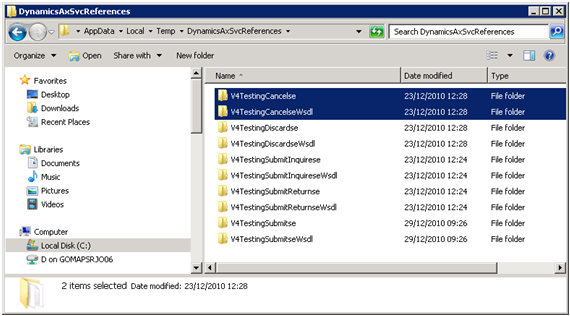 DynamicsAxSvcReferences
AppData Local Temp DynamicsAxSvcReferences
Search DynamicsAxSvcReferences
Organize Open Share with New folder
Favorites
Desktop
Downloads
Recent Places
Libraries
Documents
Music
Pictures
Videos
Computer
Local Disk (C:)
D on GOMAPSRJO06
Name Date modified Type
V4TestingCancelse 23/12/2010 12:28 File folder
V4TestingCancelseWsdl 23/12/2010 12:28 File folder
V4TestingDiscardse 23/12/2010 12:28 File folder
V4TestingDiscardseWsdl 23/12/2010 12:28 File folder
V4TestingSubmitInquirese 23/12/2010 12:24 File folder
V4TestingSubmitInquireseWsdl 23/12/2010 12:24 File folder
V4TestingSubmitReturnse 23/12/2010 12:24 File folder
V4TestingSubmitReturnseWsdl 23/12/2010 12:24 File folder
V4TestingSubmitse 29/12/2010 09:26 File folder
V4TestingSubmitseWsdl 29/12/2010 09:26 File folder
2 items selected Date modified: 23/12/2010 12:28